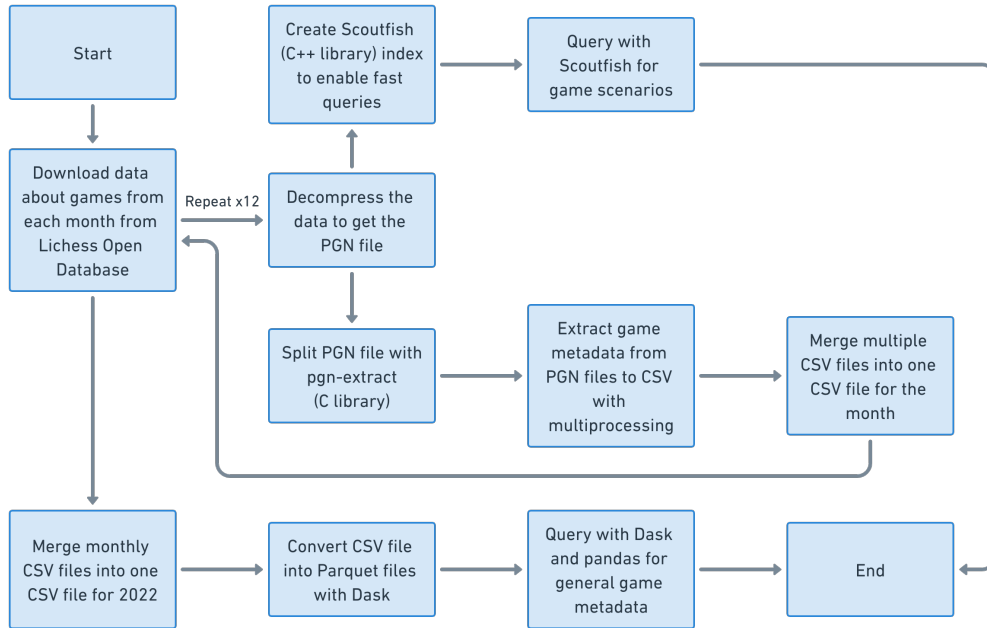 Start
Create Scoutfish
(C++ library) index
to enable fast
queries
Query with
Scoutfish for
game scenarios
Download data
about games from
each month from
Lichess Open
Database
Repeat x12
Decompress the
data to get the
PGN file
Split PGN file with
pgn-extract
(C library)
Extract game
metadata from
PGN files to CSV
with
multiprocessing
Merge multiple
CSV files into one
CSV file for the
month
Merge monthly
CSV files into one
CSV file for 2022
Convert CSV file
into Parquet files
with Dask
Query with Dask
and pandas for
general game
metadata
End